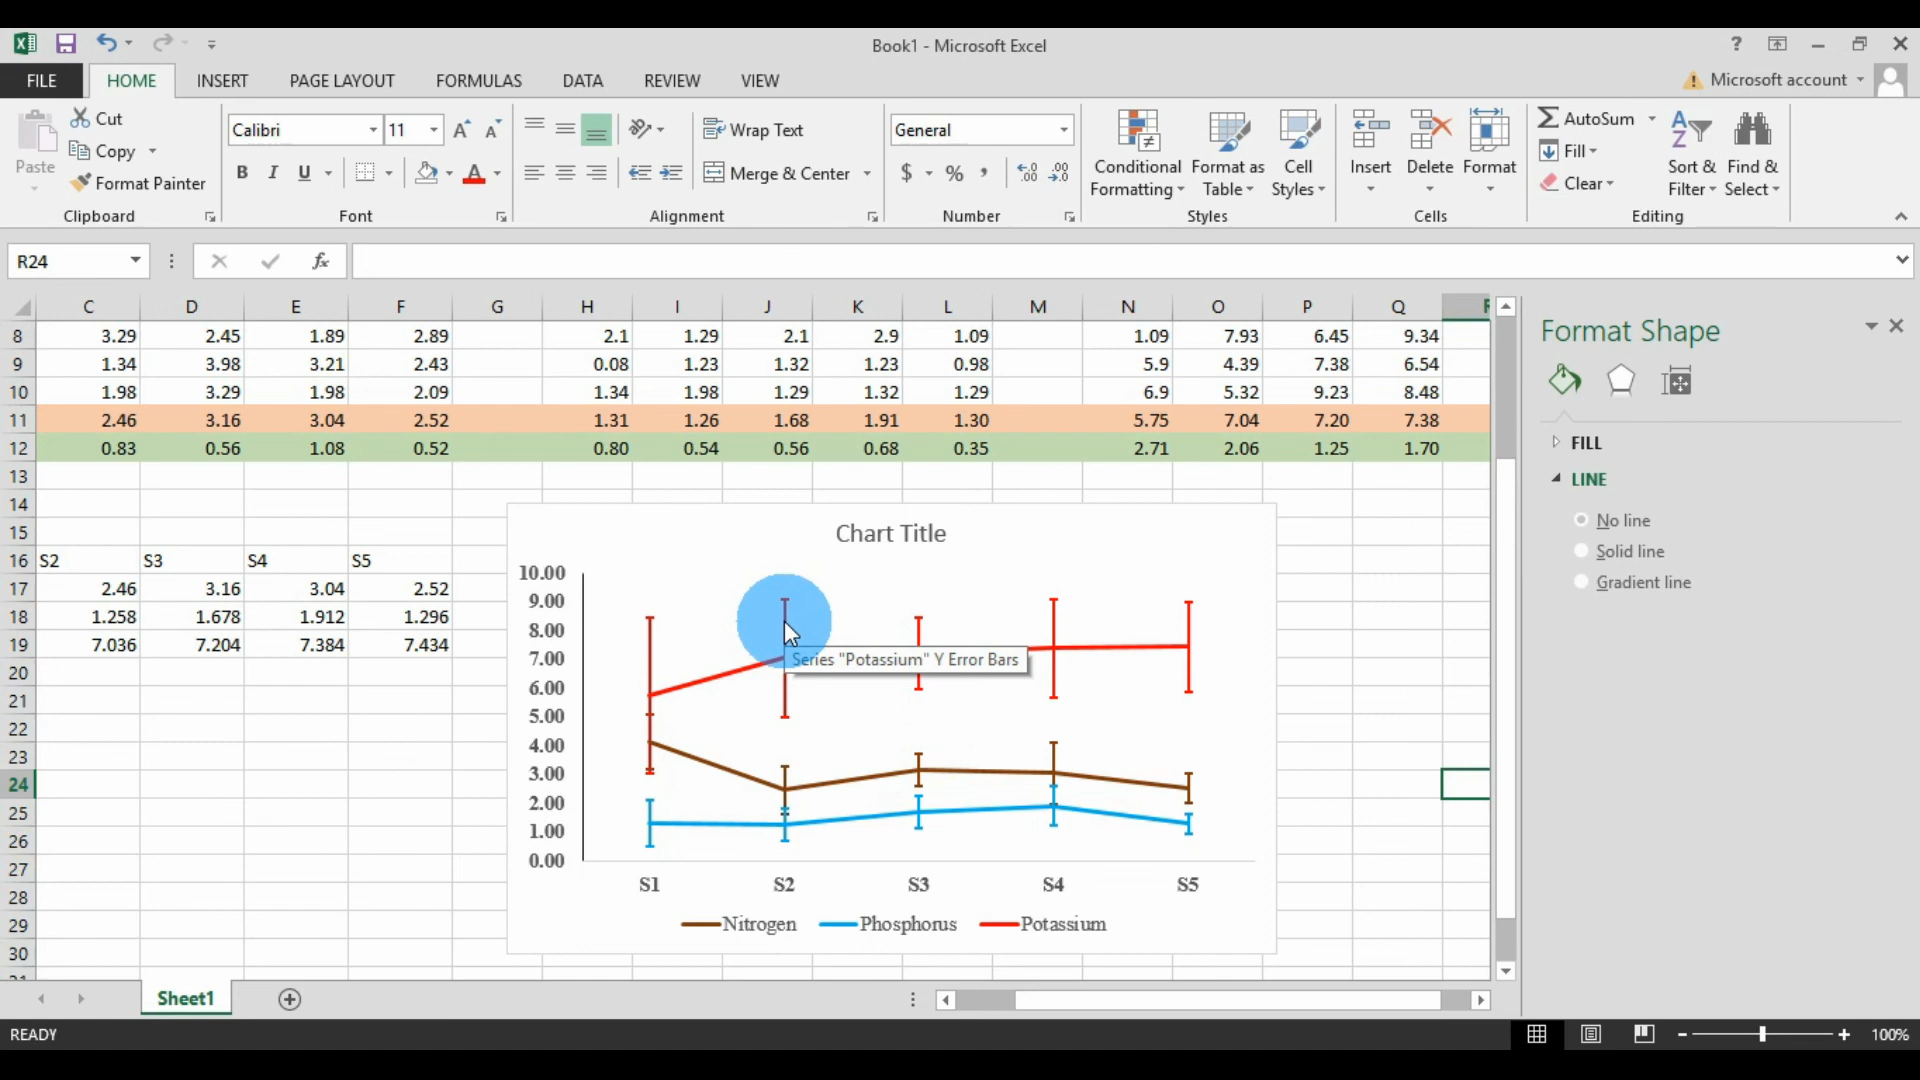 Book1 - Microsoft Excel
?
FILE HOME INSERT PAGE LAYOUT FORMULAS DATA REVIEW VIEW Microsoft account
Paste
Cut
Copy
Format Painter
Clipboard
Calibri 11
B I U
Font
Wrap Text
Merge & Center
Alignment
General
$ % ,
Number
Conditional Formatting
Format as Table
Cell Styles
Styles
Insert Delete Format
Cells
AutoSum
Fill
Clear
Sort & Filter
Find & Select
Editing
R24 fx
C D E F G H I J K L M N O P Q
8 3.29 2.45 1.89 2.89 2.1 1.29 2.1 2.9 1.09 1.09 7.93 6.45 9.34
9 1.34 3.98 3.21 2.43 0.08 1.23 1.32 1.23 0.98 5.9 4.39 7.38 6.54
10 1.98 3.29 1.98 2.09 1.34 1.98 1.29 1.32 1.29 6.9 5.32 9.23 8.48
11 2.46 3.16 3.04 2.52 1.31 1.26 1.68 1.91 1.30 5.75 7.04 7.20 7.38
12 0.83 0.56 1.08 0.52 0.80 0.54 0.56 0.68 0.35 2.71 2.06 1.25 1.70
13
14
15
16 S2 S3 S4 S5
17 2.46 3.16 3.04 2.52
18 1.258 1.678 1.912 1.296
19 7.036 7.204 7.384 7.434
20
21
22
23
24
25
26
27
28
29
30
Chart Title
10.00
9.00
8.00
7.00
6.00
5.00
4.00
3.00
2.00
1.00
0.00
Series "Potassium" Y Error Bars
S1 S2 S3 S4 S5
Nitrogen Phosphorus Potassium
Format Shape
FILL
LINE
No line
Solid line
Gradient line
Sheet1
READY 100%